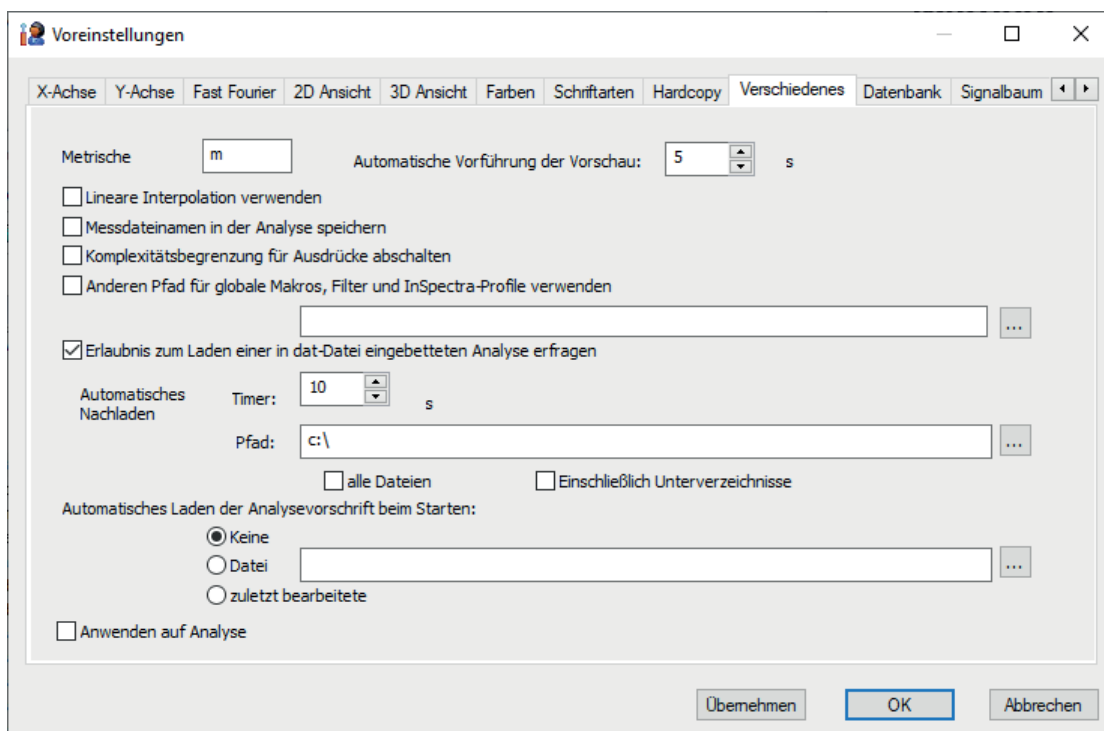 Voreinstellungen
X-Achse Y-Achse Fast Fourier 2D Ansicht 3D Ansicht Farben Schriftarten Hardcopy Verschiedenes Datenbank Signalbaum
Metrische m Automatische Vorführung der Vorschau: 5 s
Lineare Interpolation verwenden
Messdateinamen in der Analyse speichern
Komplexitätsbegrenzung für Ausdrücke abschalten
Anderen Pfad für globale Makros, Filter und InSpectra-Profile verwenden
...
Erlaubnis zum Laden einer in dat-Datei eingebetteten Analyse erfragen
Automatisches
Nachladen
Timer: 10 s
Pfad: c:\ ...
alle Dateien Einschließlich Unterverzeichnisse
Automatisches Laden der Analysevorschrift beim Starten:
Keine
Datei ...
zuletzt bearbeitete
Anwenden auf Analyse
Übernehmen OK Abbrechen